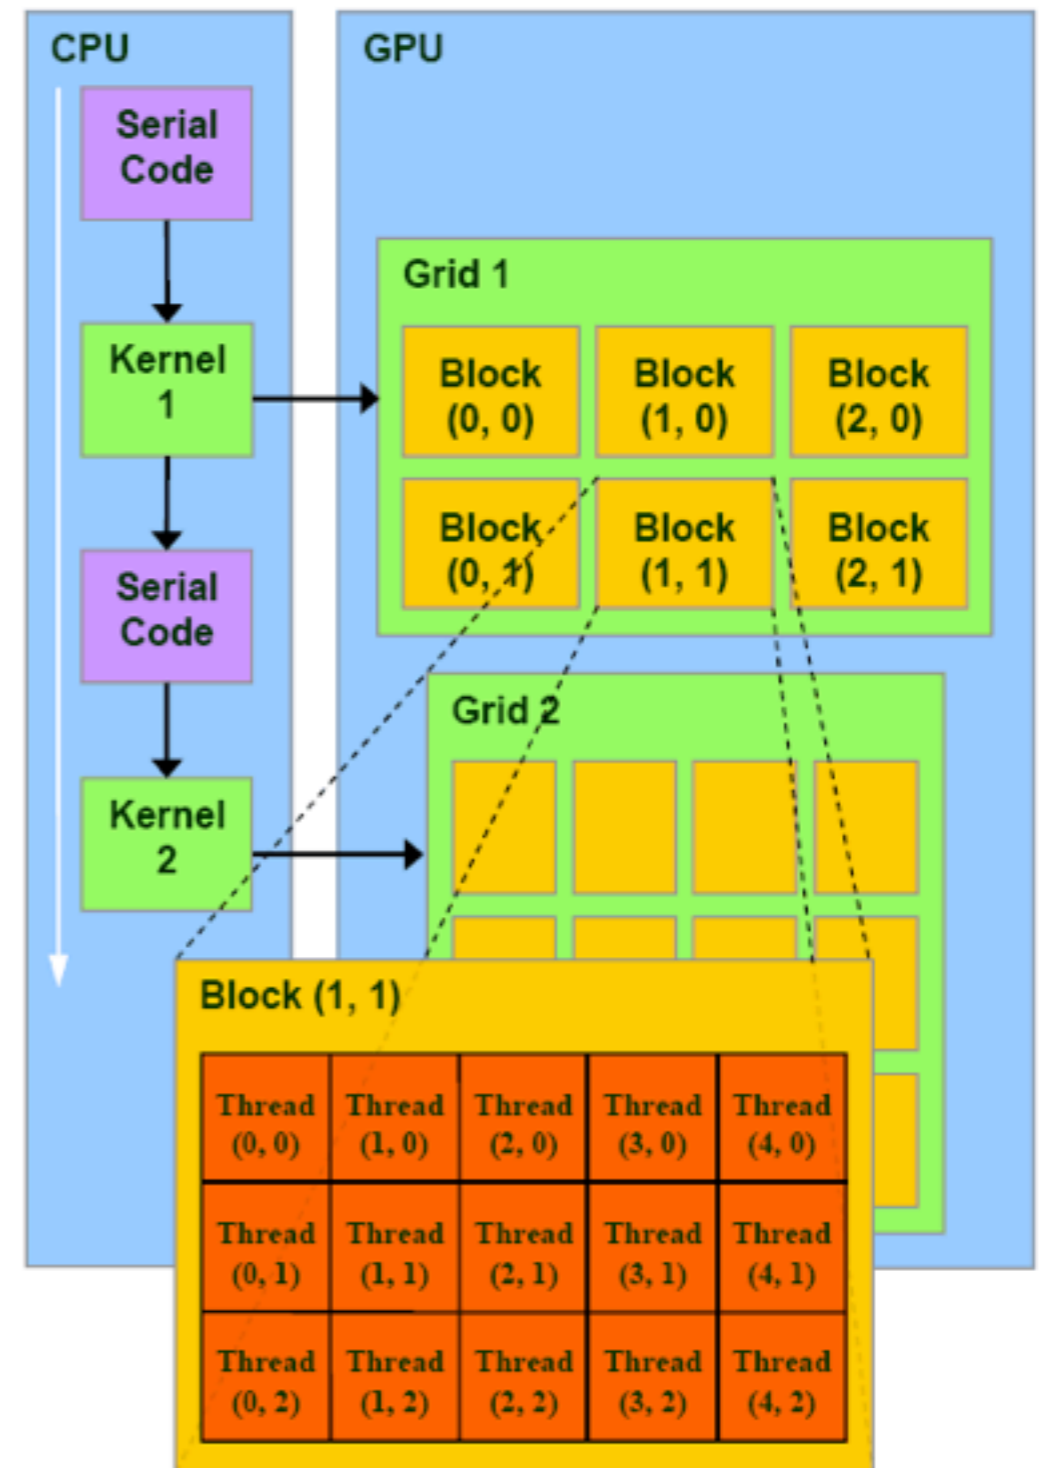 CPU
Serial
Code
Kernel
1
Serial
Code
Kernel
2
GPU
Grid 1
Block
(0, 0)
Block
(1, 0)
Block
(2, 0)
Block
(0, 1)
Block
(1, 1)
Block
(2, 1)
Grid 2
Block (1, 1)
Thread
(0, 0)
Thread
(1, 0)
Thread
(2, 0)
Thread
(3, 0)
Thread
(4, 0)
Thread
(0, 1)
Thread
(1, 1)
Thread
(2, 1)
Thread
(3, 1)
Thread
(4, 1)
Thread
(0, 2)
Thread
(1, 2)
Thread
(2, 2)
Thread
(3, 2)
Thread
(4, 2)